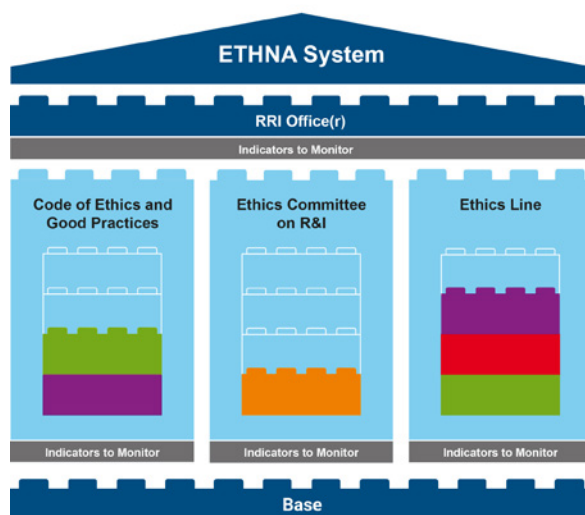 ETHNA System
RRI Office(r)
Indicators to Monitor
Code of Ethics and
Good Practices
Ethics Committee
on R&I
Ethics Line
Indicators to Monitor
Indicators to Monitor
Indicators to Monitor
Base